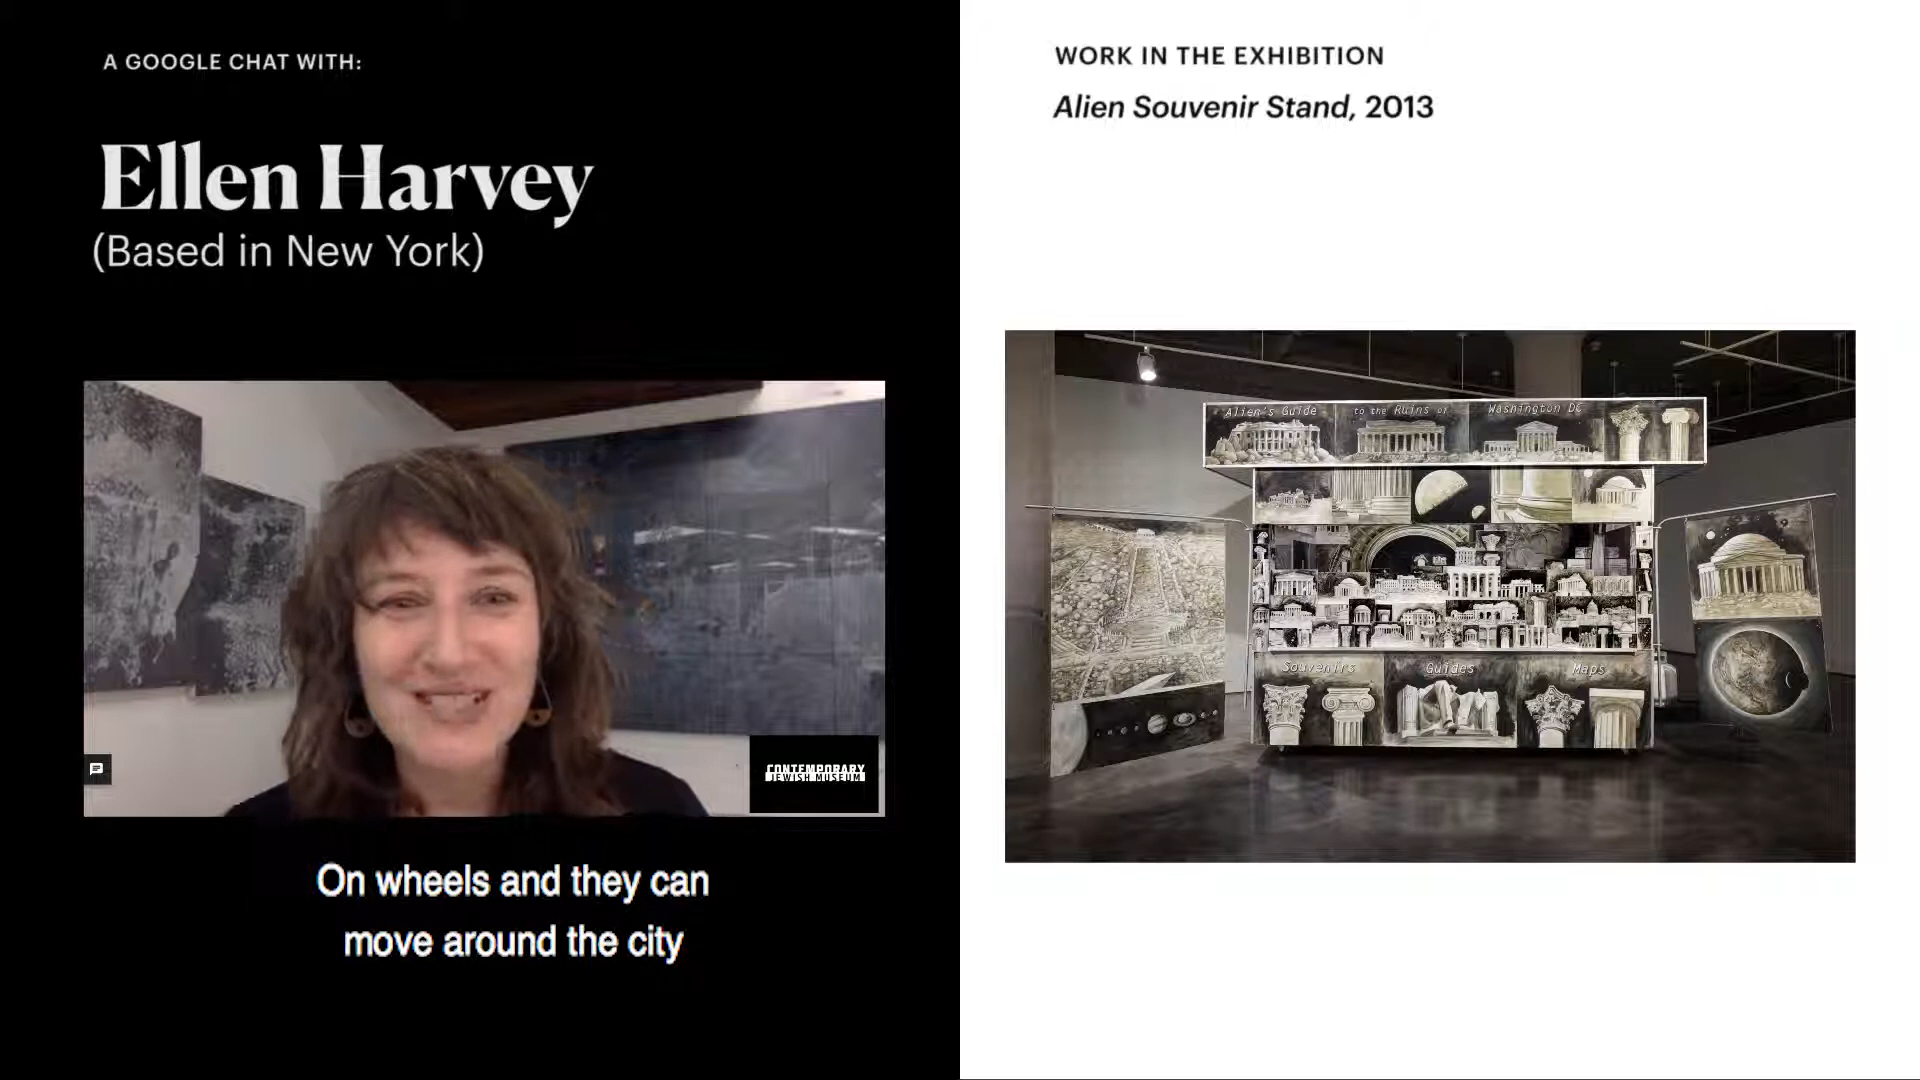 A GOOGLE CHAT WITH:
Ellen Harvey
(Based in New York)
CONTEMPORARY
JEWISH MUSEUM
On wheels and they can
move around the city
WORK IN THE EXHIBITION
Alien Souvenir Stand, 2013
Alien's Guide to the Ruins of Washington DC
Souvenirs Guides Maps